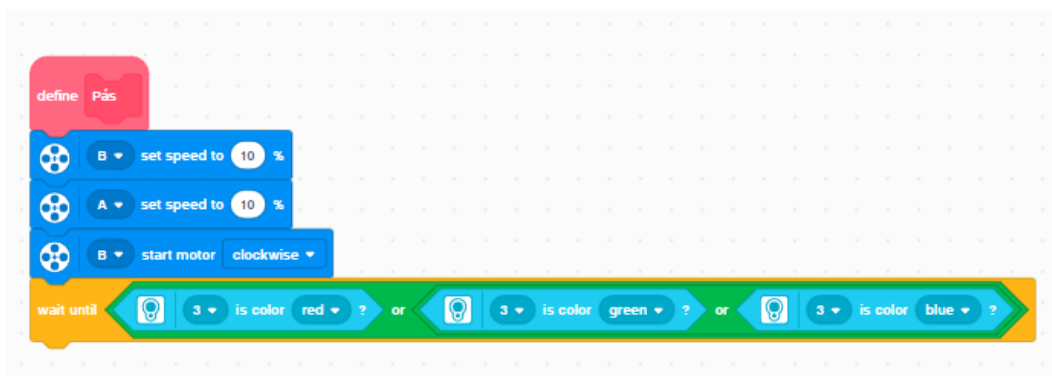 define Pás
B set speed to 10 %
A set speed to 10 %
B start motor clockwise
wait until 3 is color red ? or 3 is color green ? or 3 is color blue ?